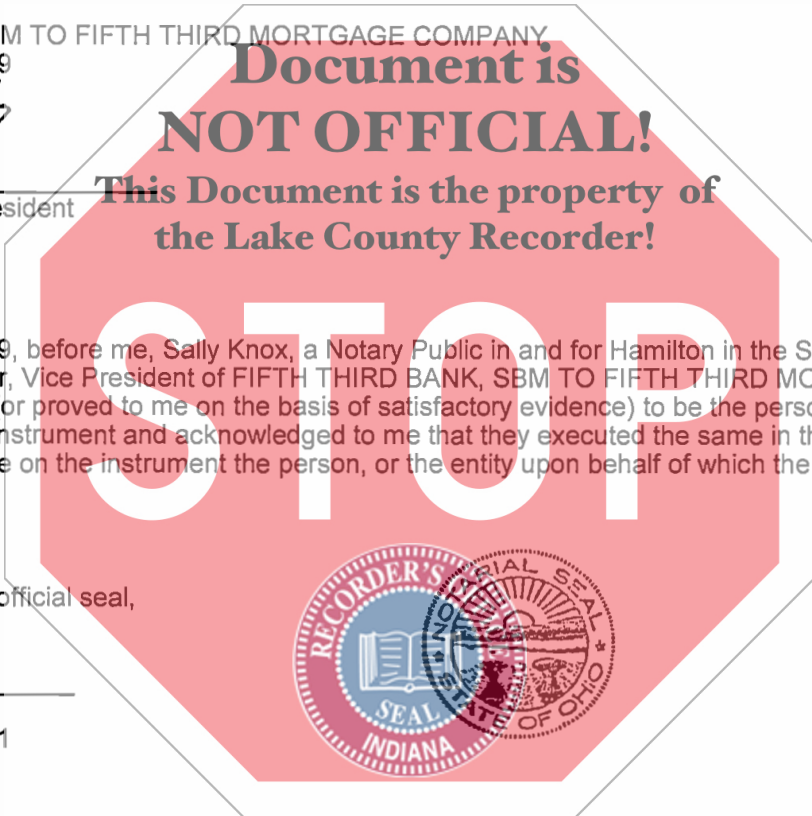 M TO FIFTH THIRD MORTGAGE COMPANY
9
Document is
NOT OFFICIAL!
This Document is the property of
esident
the Lake County Recorder!
STOP
9, before me, Sally Knox, a Notary Public in and for Hamilton in the S
r, Vice President of FIFTH THIRD BANK, SBM TO FIFTH THIRD MO
or proved to me on the basis of satisfactory evidence) to be the perso
nstrument and acknowledged to me that they executed the same in th
e on the instrument the person, or the entity upon behalf of which the
official seal,
RECORDER'S OFFICE
SEAL
INDIANA
NOTARIAL SEAL
STATE OF OHIO
1